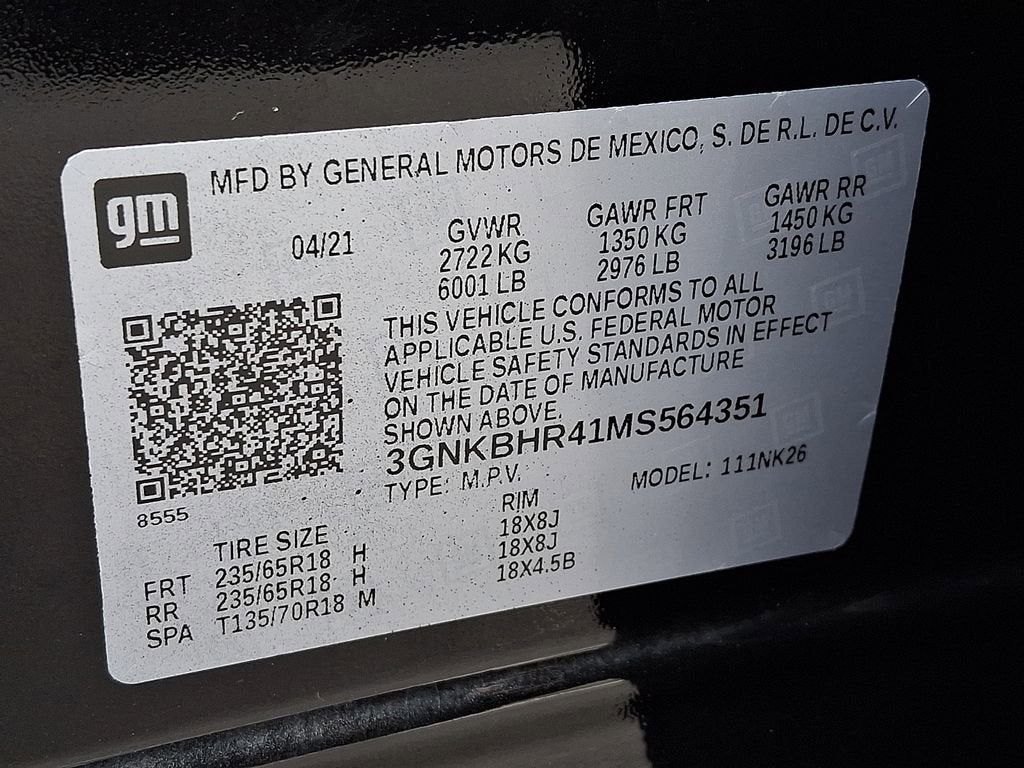 gm
MFD BY GENERAL MOTORS DE MEXICO, S. DE R.L. DE C.V.
04/21
GVWR
2722 KG
6001 LB
GAWR FRT
1350 KG
2976 LB
GAWR RR
1450 KG
3196 LB
THIS VEHICLE CONFORMS TO ALL
APPLICABLE U.S. FEDERAL MOTOR
VEHICLE SAFETY STANDARDS IN EFFECT
ON THE DATE OF MANUFACTURE
SHOWN ABOVE.
3GNKBHR41MS564351
TYPE: M.P.V. MODEL: 111NK26
8555
TIRE SIZE RIM
FRT 235/65R18 H 18X8J
RR 235/65R18 H 18X8J
SPA T135/70R18 M 18X4.5B